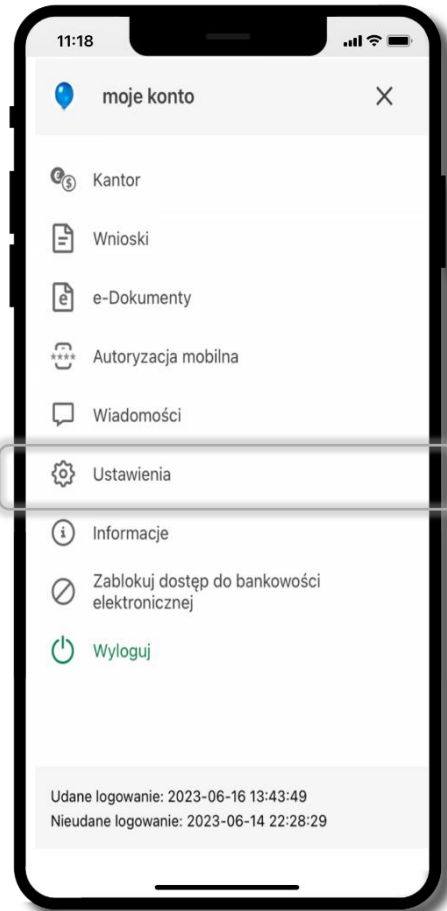 11:18
moje konto
Kantor
Wnioski
e-Dokumenty
Autoryzacja mobilna
Wiadomości
Ustawienia
Informacje
Zablokuj dostęp do bankowości
elektronicznej
Wyloguj
Udane logowanie: 2023-06-16 13:43:49
Nieudane logowanie: 2023-06-14 22:28:29